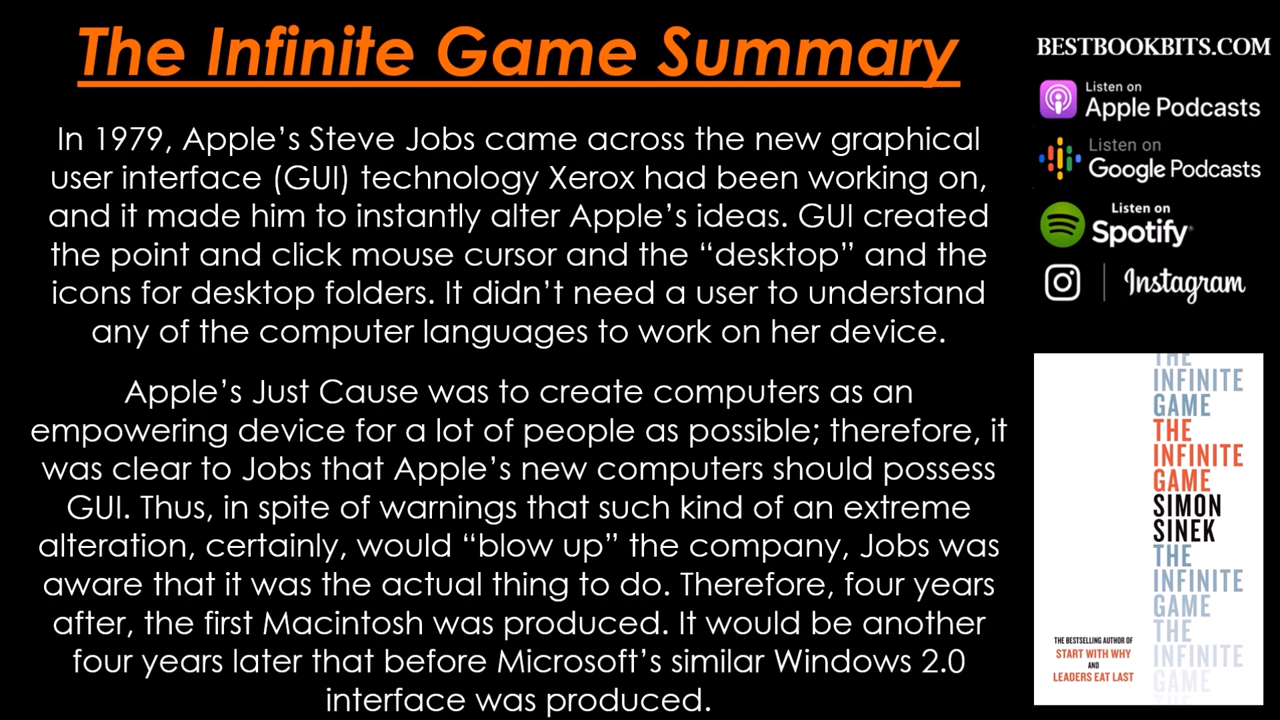 The Infinite Game Summary
In 1979, Apple’s Steve Jobs came across the new graphical
user interface (GUI) technology Xerox had been working on,
and it made him to instantly alter Apple’s ideas. GUI created
the point and click mouse cursor and the “desktop” and the
icons for desktop folders. It didn’t need a user to understand
any of the computer languages to work on her device.
Apple’s Just Cause was to create computers as an
empowering device for a lot of people as possible; therefore, it
was clear to Jobs that Apple’s new computers should possess
GUI. Thus, in spite of warnings that such kind of an extreme
alteration, certainly, would “blow up” the company, Jobs was
aware that it was the actual thing to do. Therefore, four years
after, the first Macintosh was produced. It would be another
four years later that before Microsoft’s similar Windows 2.0
interface was produced.
BESTBOOKBITS.COM
Listen on
Apple Podcasts
Listen on
Google Podcasts
Listen on
Spotify
Instagram
THE
INFINITE
GAME
THE
INFINITE
GAME
SIMON
SINEK
THE
INFINITE
GAME
THE
INFINITE
GAME
THE
THE BESTSELLING AUTHOR OF
START WITH WHY
AND
LEADERS EAT LAST